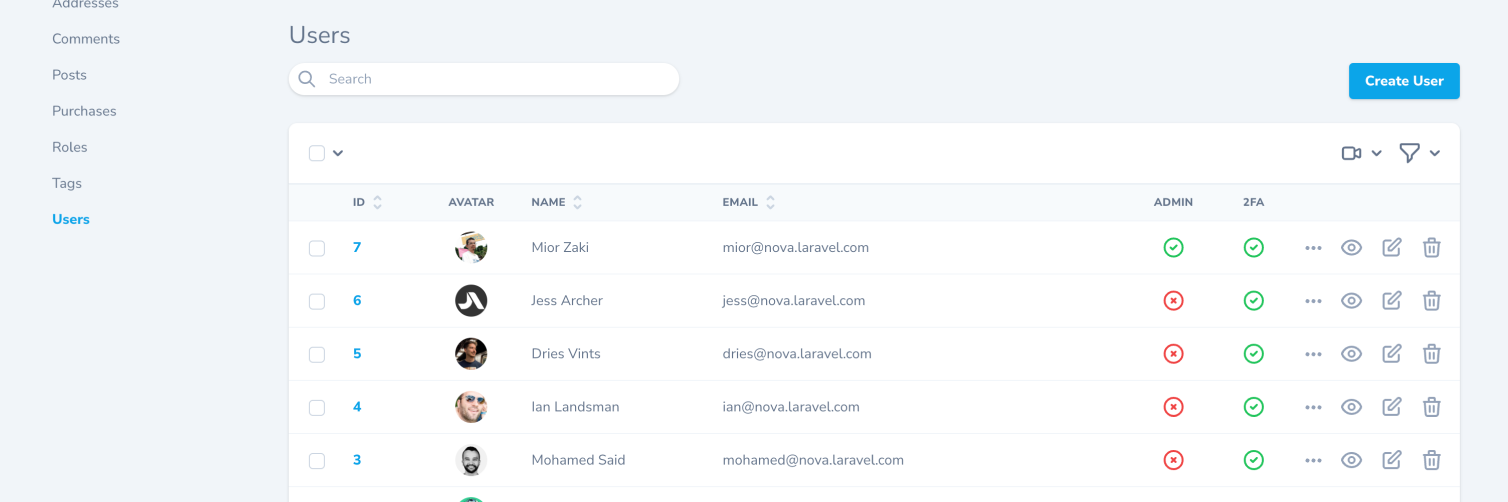 Addresses
Comments
Posts
Purchases
Roles
Tags
Users
Users
Search
Create User
ID AVATAR NAME EMAIL ADMIN 2FA
7 Mior Zaki mior@nova.laravel.com
6 Jess Archer jess@nova.laravel.com
5 Dries Vints dries@nova.laravel.com
4 Ian Landsman ian@nova.laravel.com
3 Mohamed Said mohamed@nova.laravel.com